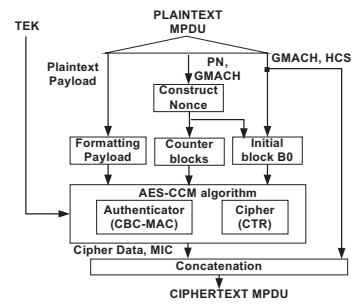 PLAINTEXT
MPDU
TEK
Plaintext
Payload
PN,
GMACH
GMACH, HCS
Construct
Nonce
Formatting
Payload
Counter
blocks
Initial
block B0
AES-CCM algorithm
Authenticator
(CBC-MAC)
Cipher
(CTR)
Cipher Data, MIC
Concatenation
CIPHERTEXT MPDU